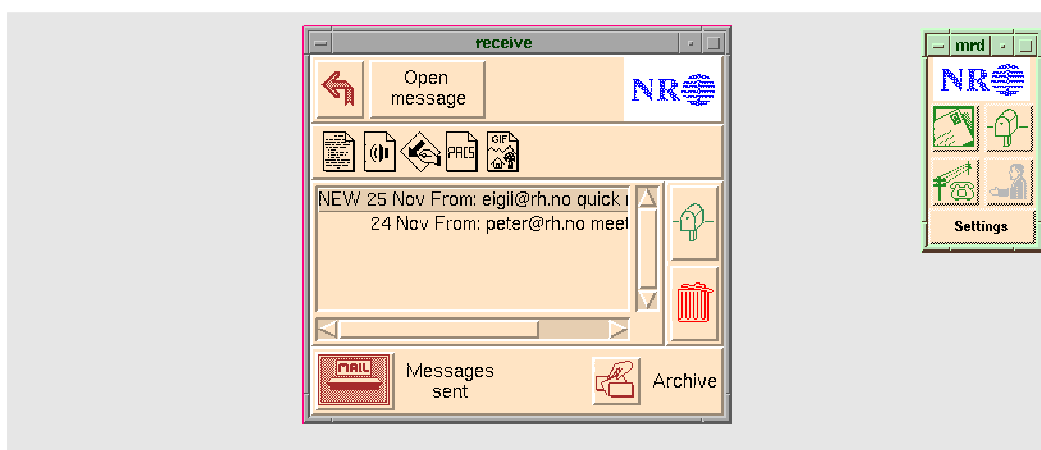 receive
mrd
Open
message
NR
NR
PACS
GIF
NEW 25 Nov From: eigil@rh.no quick
24 Nov From: peter@rh.no meet
Settings
MAIL
Messages
sent
Archive